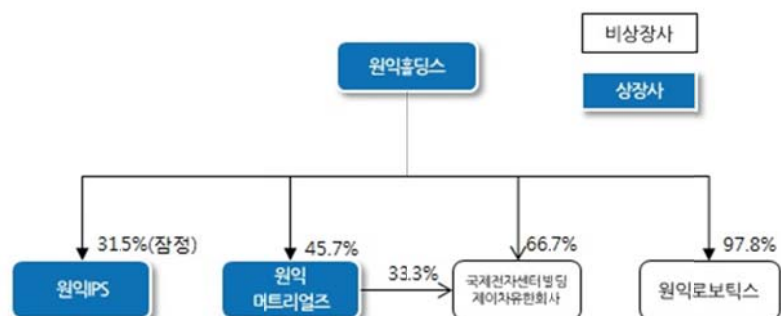 비상장사
원익홀딩스
상장사
31.5%(잠정)
45.7%
66.7%
97.8%
원익IPS
원익
머트리얼즈
33.3%
국제전자센터빌딩
제이차유한회사
원익로보틱스